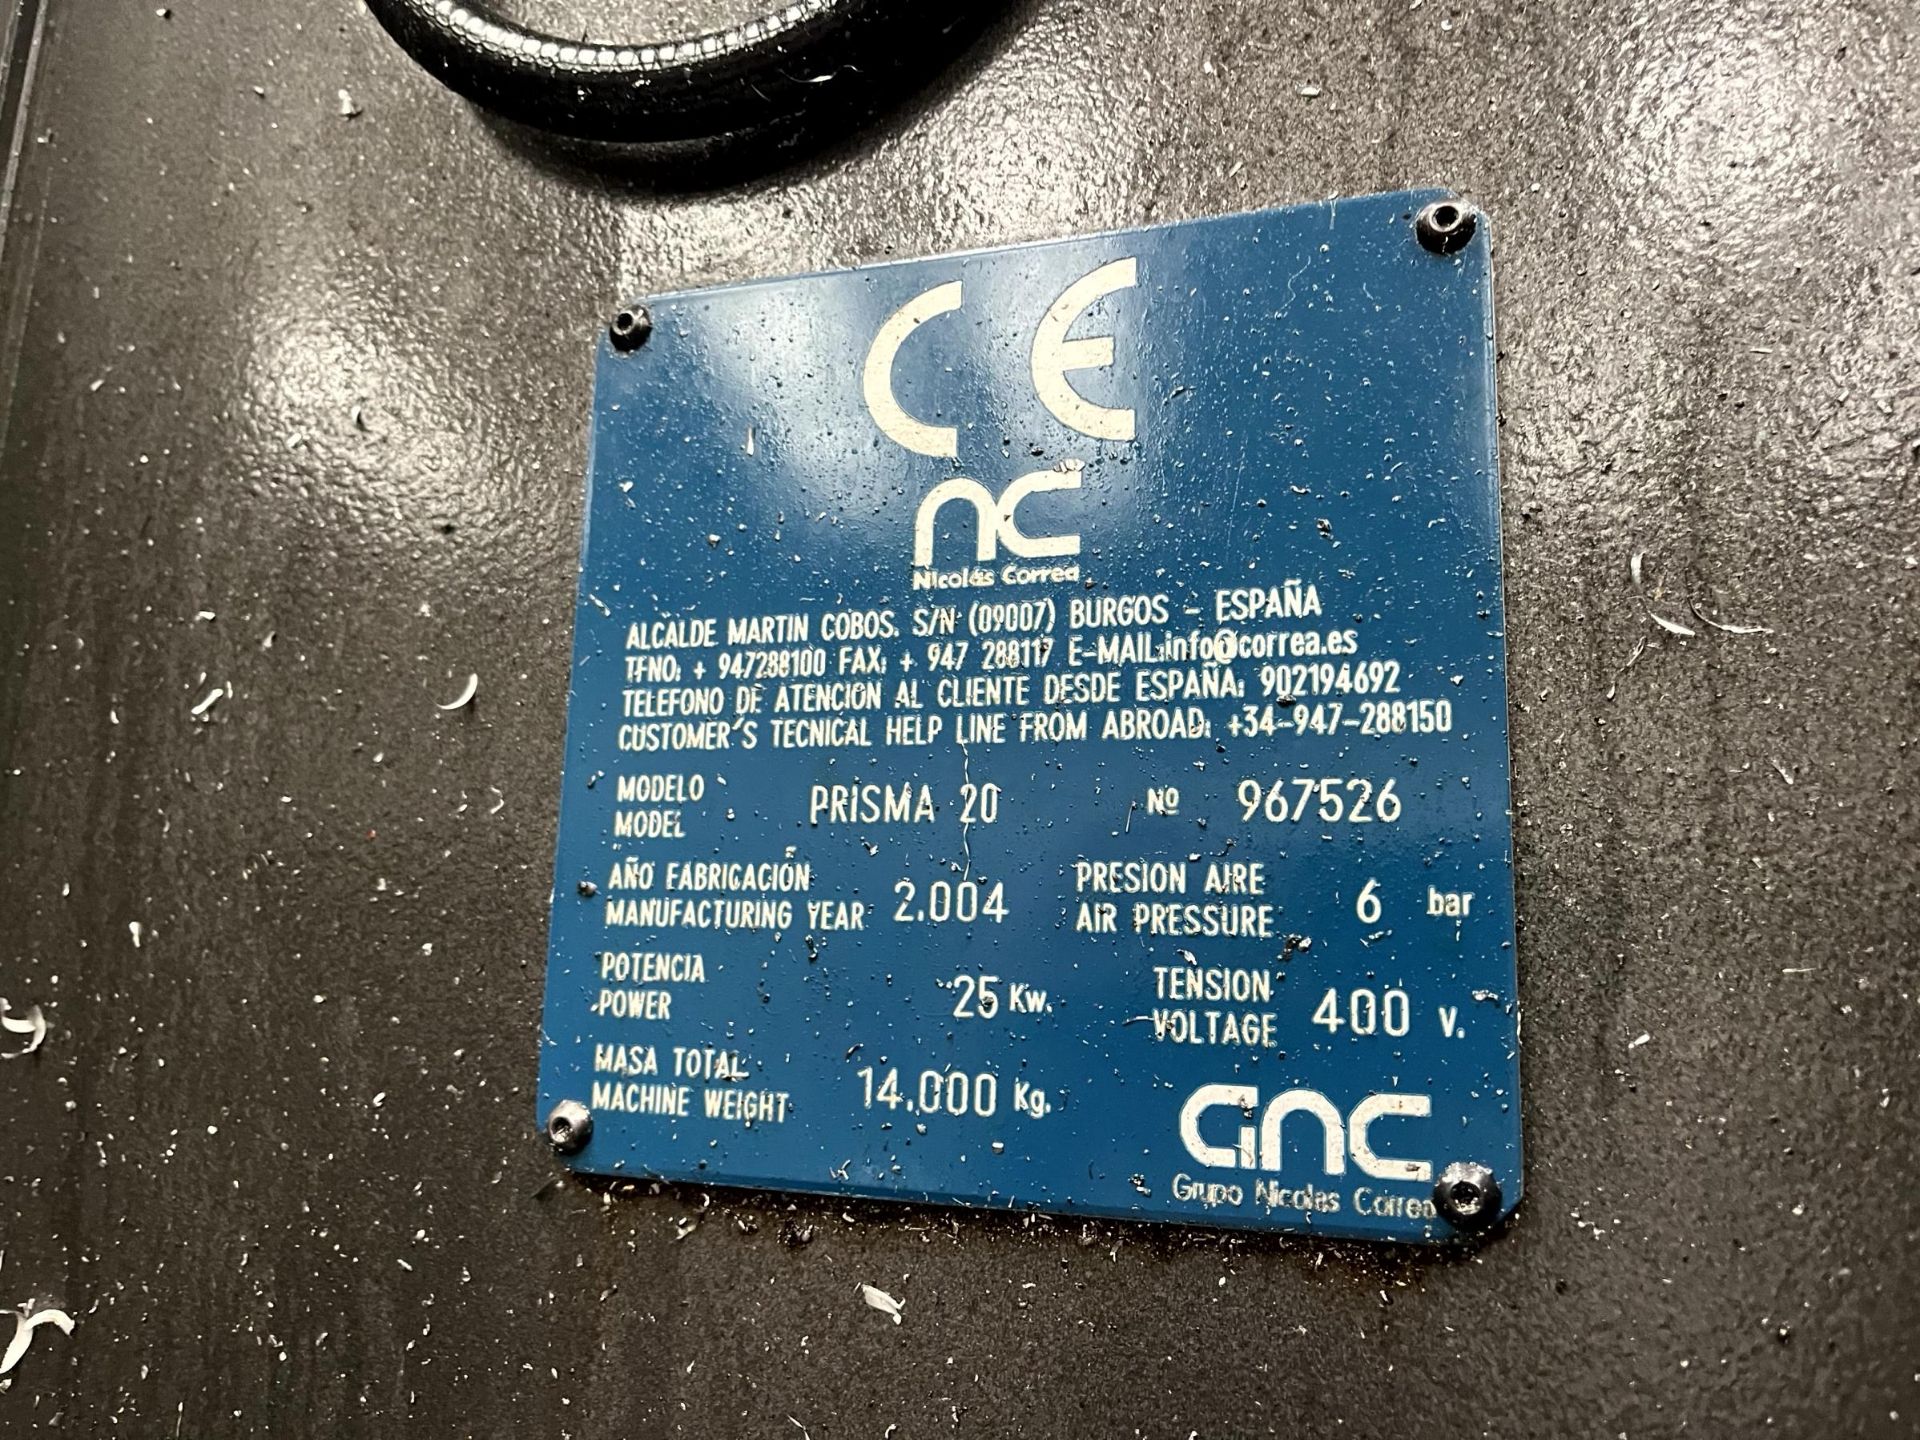 CE
nc
Nicolás Correa
ALCALDE MARTIN COBOS. S/N (09007) BURGOS - ESPAÑA
TFNO: + 947288100 FAX: + 947 288117 E-MAIL:info@correa.es
TELEFONO DE ATENCION AL CLIENTE DESDE ESPAÑA: 902194692
CUSTOMER'S TECNICAL HELP LINE FROM ABROAD: +34-947-288150
MODELO PRISMA 20 Nº 967526
MODEL
AÑO FABRICACIÓN 2.004 PRESION AIRE 6 bar
MANUFACTURING YEAR AIR PRESSURE
POTENCIA 25 Kw. TENSION 400 V.
POWER VOLTAGE
MASA TOTAL 14.000 Kg.
MACHINE WEIGHT
GNC
Grupo Nicolas Correa